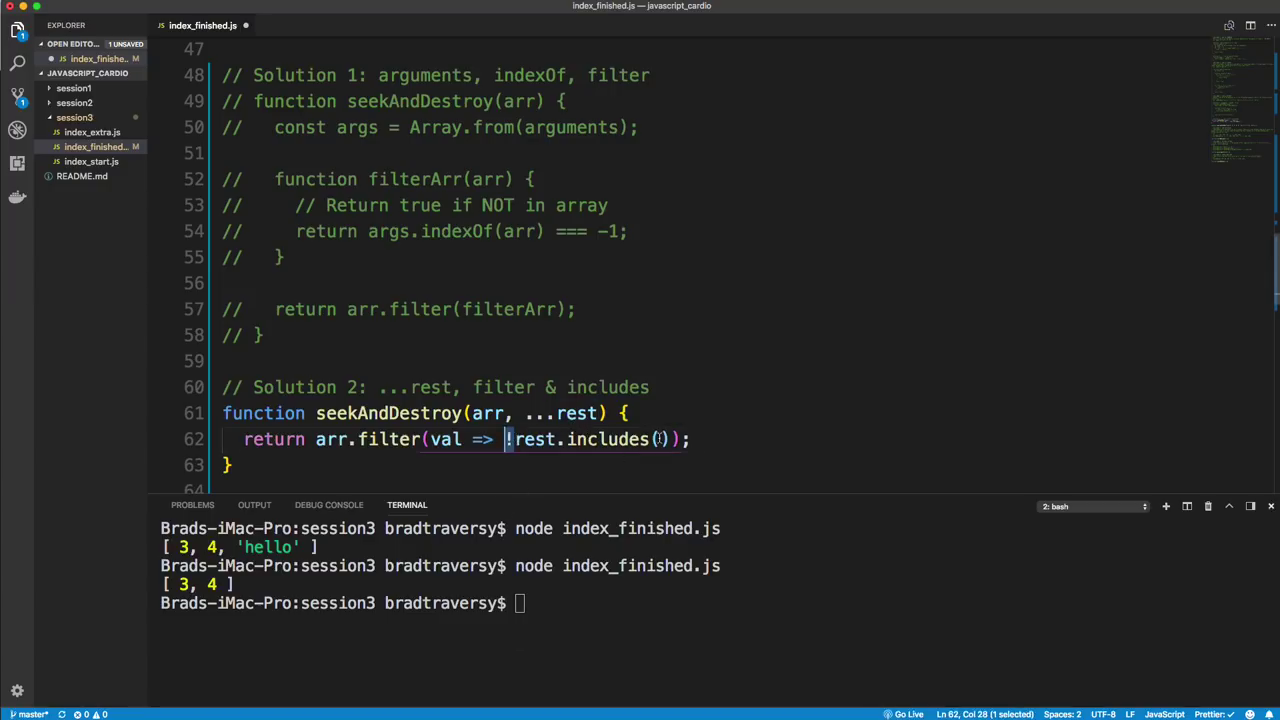 index_finished.js — javascript_cardio
EXPLORER
index_finished.js
OPEN EDITO... 1 UNSAVED
index_finishe... M
JAVASCRIPT_CARDIO
session1
session2
session3
index_extra.js
index_finished... M
index_start.js
README.md
1
1
47
48 // Solution 1: arguments, indexOf, filter
49 // function seekAndDestroy(arr) {
50 //   const args = Array.from(arguments);
51
52 //   function filterArr(arr) {
53 //     // Return true if NOT in array
54 //     return args.indexOf(arr) === -1;
55 //   }
56
57 //   return arr.filter(filterArr);
58 // }
59
60 // Solution 2: ...rest, filter & includes
61 function seekAndDestroy(arr, ...rest) {
62   return arr.filter(val => !rest.includes());
63 }
64
PROBLEMS OUTPUT DEBUG CONSOLE TERMINAL 2: bash
Brads-iMac-Pro:session3 bradtraversy$ node index_finished.js
[ 3, 4, 'hello' ]
Brads-iMac-Pro:session3 bradtraversy$ node index_finished.js
[ 3, 4 ]
Brads-iMac-Pro:session3 bradtraversy$
master* 0 0 Go Live Ln 62, Col 28 (1 selected) Spaces: 2 UTF-8 LF JavaScript Prettier: ✓